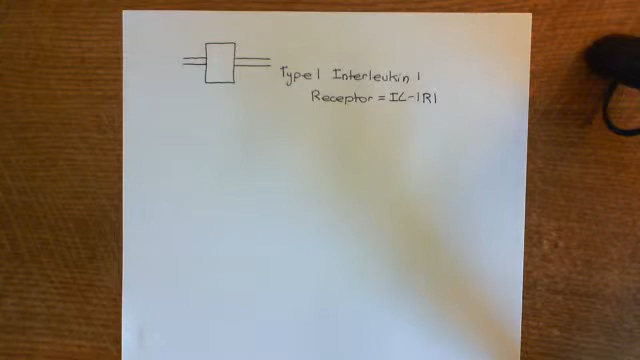 Type 1 Interleukin 1
Receptor = IL-1R1